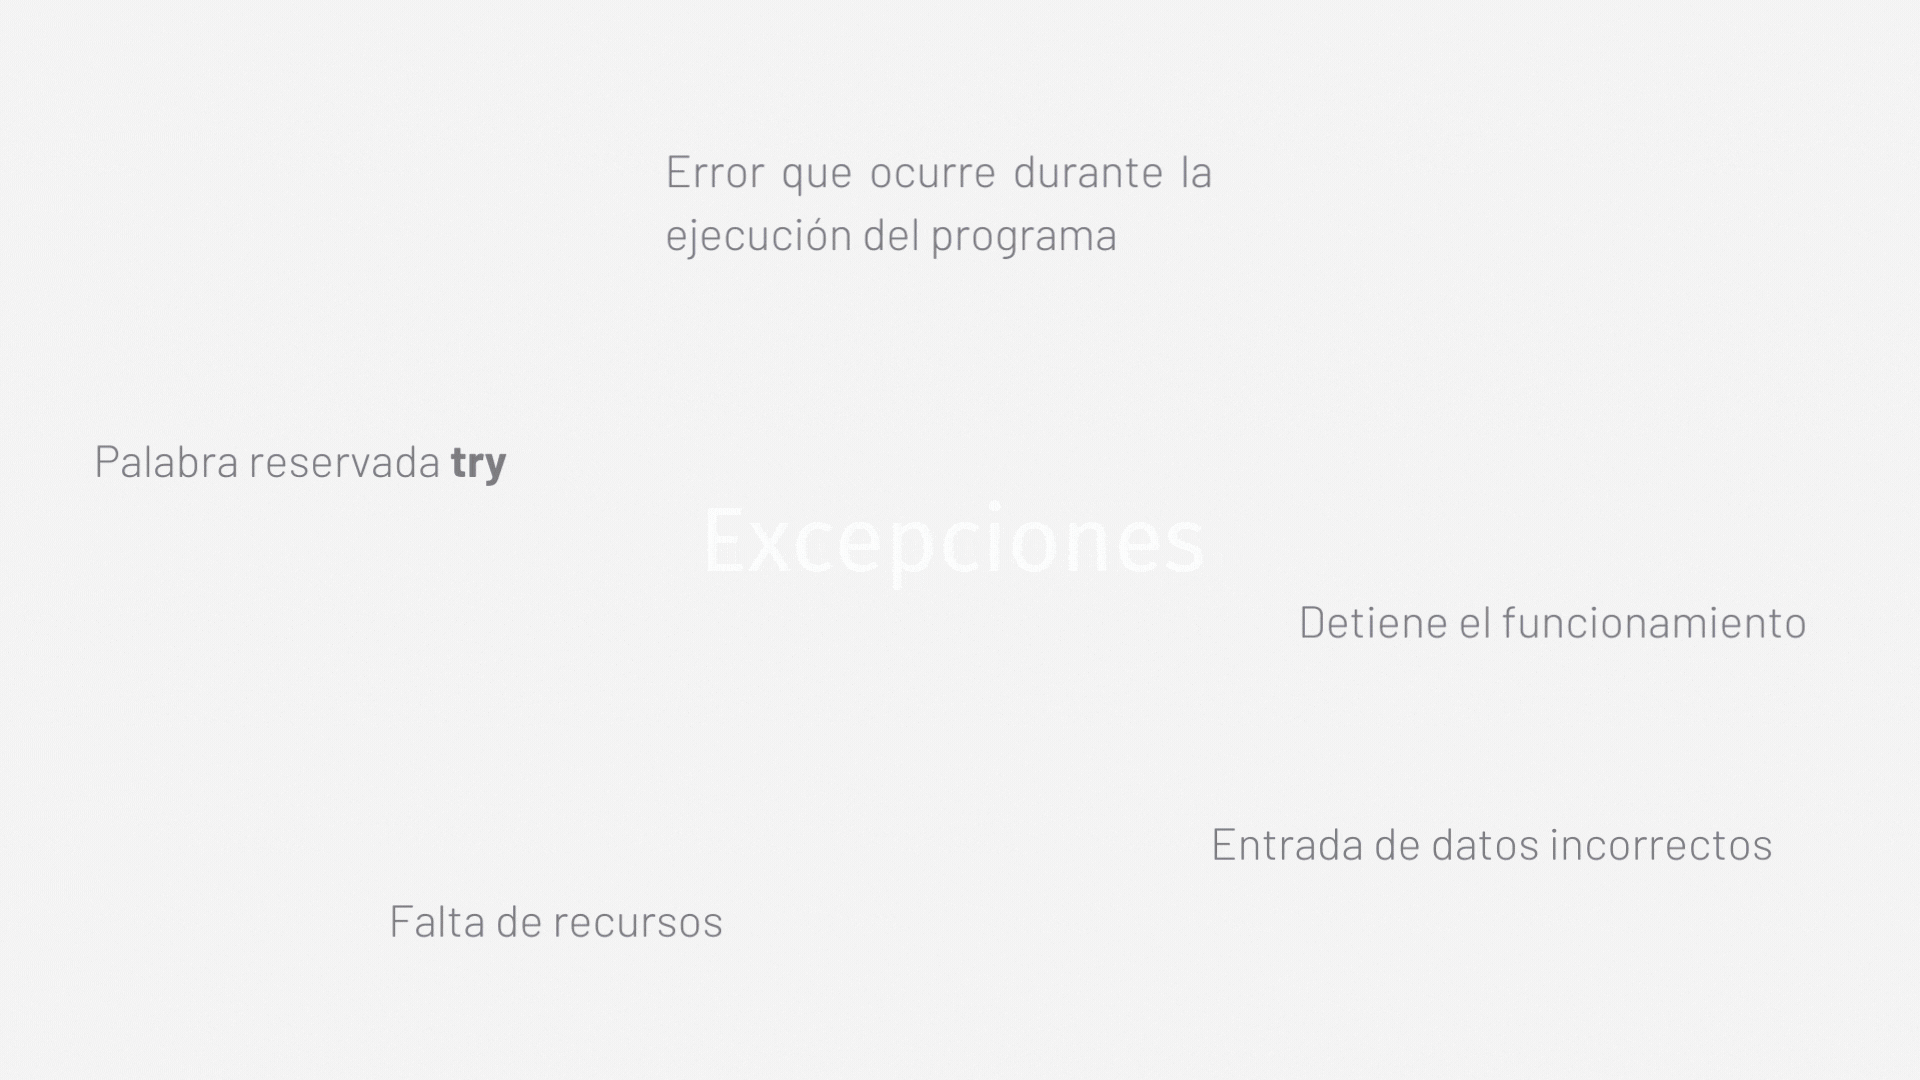 Error que ocurre durante la
ejecución del programa
Palabra reservada try
Excepciones
Detiene el funcionamiento
Entrada de datos incorrectos
Falta de recursos